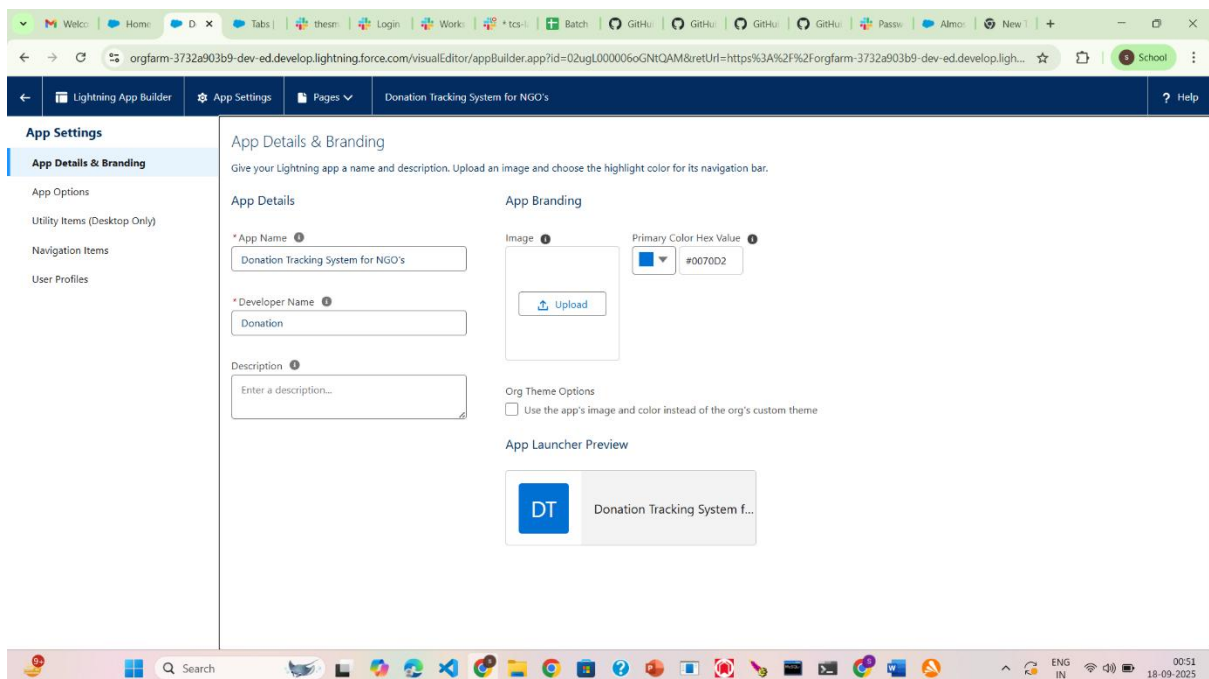 Welco Home D Tabs | thesm Login Works * tcs-l Batch GitHu GitHu GitHu GitHu Passw Almos New T
orgfarm-3732a903b9-dev-ed.develop.lightning.force.com/visualEditor/appBuilder.app?id=02ugL000006oGNtQAM&retUrl=https%3A%2F%2Forgfarm-3732a903b9-dev-ed.develop.ligh... S School
Lightning App Builder App Settings Pages Donation Tracking System for NGO's ? Help
App Settings
App Details & Branding
App Options
Utility Items (Desktop Only)
Navigation Items
User Profiles
App Details & Branding
Give your Lightning app a name and description. Upload an image and choose the highlight color for its navigation bar.
App Details
*App Name
Donation Tracking System for NGO's
*Developer Name
Donation
Description
Enter a description...
App Branding
Image
Upload
Primary Color Hex Value
#0070D2
Org Theme Options
Use the app's image and color instead of the org's custom theme
App Launcher Preview
DT Donation Tracking System f...
9+ Search ENG 00:51
IN 18-09-2025